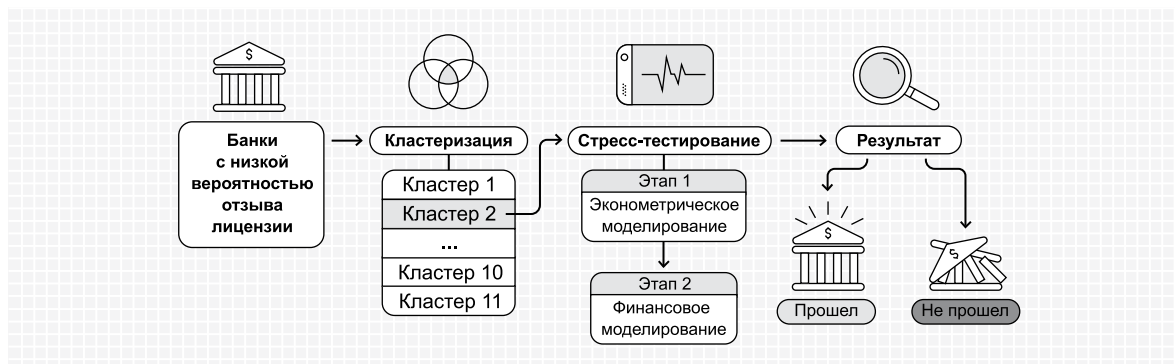 $
Банки
с низкой
вероятностью
отзыва
лицензии
Кластеризация
Кластер 1
Кластер 2
...
Кластер 10
Кластер 11
Стресс-тестирование
Этап 1
Эконометрическое
моделирование
Этап 2
Финансовое
моделирование
Результат
$
Прошел
$
Не прошел